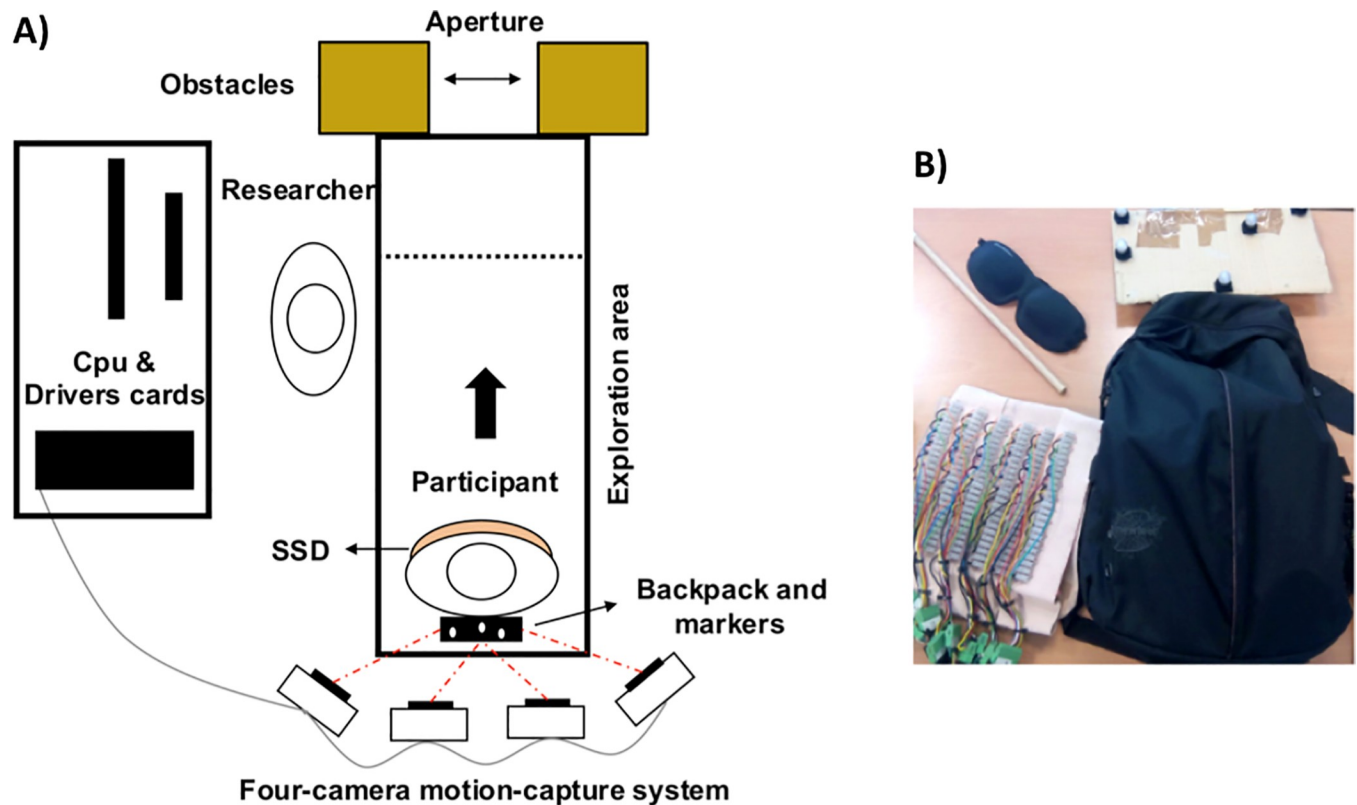 A)
Aperture
Obstacles
Researcher
Cpu &
Drivers cards
Exploration area
Participant
SSD
Backpack and
markers
Four-camera motion-capture system
B)